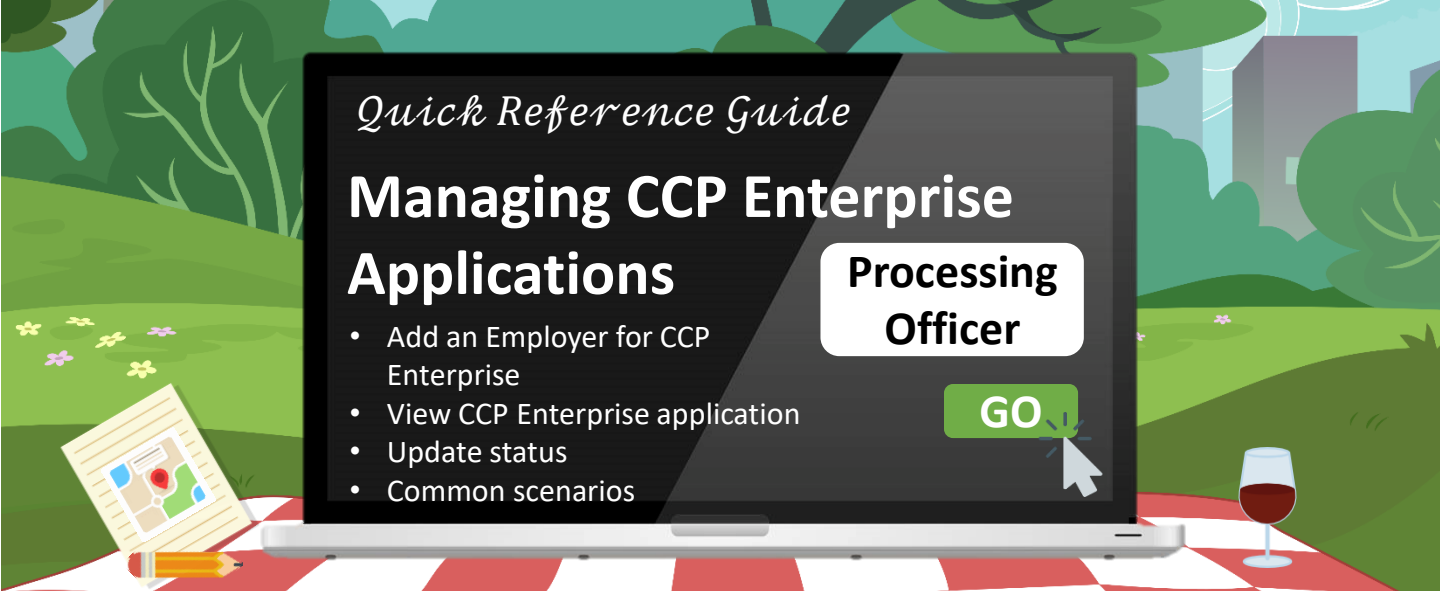 Quick Reference Guide
Managing CCP Enterprise
Applications
Processing
Officer
• Add an Employer for CCP
Enterprise
• View CCP Enterprise application
• Update status
• Common scenarios
GO